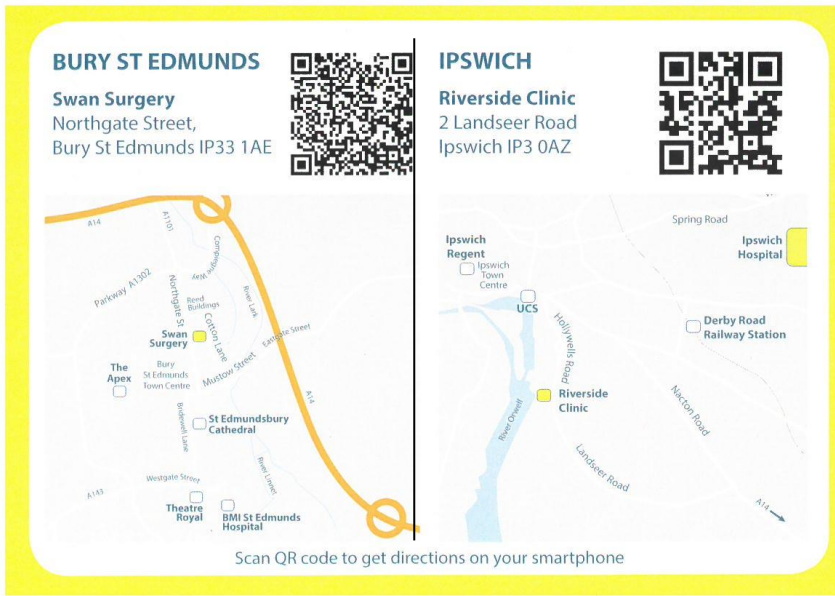 BURY ST EDMUNDS
Swan Surgery
Northgate Street,
Bury St Edmunds IP33 1AE
A14
A1101
Compiegne Way
Parkway A1302
Northgate St
Reed
Buildings
River Lark
Cotton Lane
Eastgate Street
Swan
Surgery
The
Apex
Bury
St Edmunds
Town Centre
Mustow Street
A14
Bridewell Lane
St Edmundsbury
Cathedral
River Linnet
Westgate Street
A143
Theatre
Royal
BMI St Edmunds
Hospital
IPSWICH
Riverside Clinic
2 Landseer Road
Ipswich IP3 0AZ
Spring Road
Ipswich
Regent
Ipswich
Town
Centre
Ipswich
Hospital
UCS
Hollywells Road
Derby Road
Railway Station
Riverside
Clinic
River Orwell
Nacton Road
Landseer Road
A14
Scan QR code to get directions on your smartphone